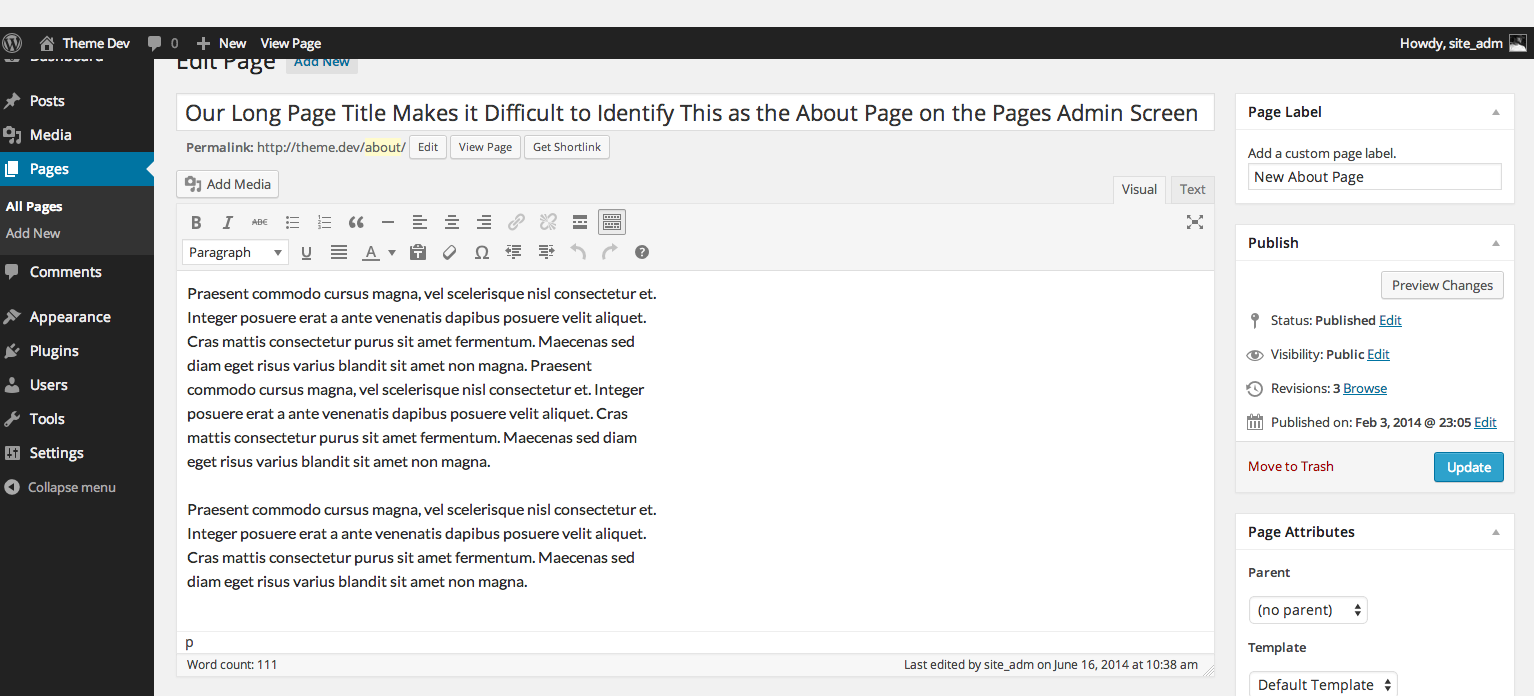 Theme Dev 0 New View Page Howdy, site_adm
Dashboard
Posts
Media
Pages
All Pages
Add New
Comments
Appearance
Plugins
Users
Tools
Settings
Collapse menu
Edit Page Add New
Our Long Page Title Makes it Difficult to Identify This as the About Page on the Pages Admin Screen
Permalink: http://theme.dev/about/ Edit View Page Get Shortlink
Add Media
Visual Text
B I ABC
Paragraph U A Ω ?
Praesent commodo cursus magna, vel scelerisque nisl consectetur et.
Integer posuere erat a ante venenatis dapibus posuere velit aliquet.
Cras mattis consectetur purus sit amet fermentum. Maecenas sed
diam eget risus varius blandit sit amet non magna. Praesent
commodo cursus magna, vel scelerisque nisl consectetur et. Integer
posuere erat a ante venenatis dapibus posuere velit aliquet. Cras
mattis consectetur purus sit amet fermentum. Maecenas sed diam
eget risus varius blandit sit amet non magna.
Praesent commodo cursus magna, vel scelerisque nisl consectetur et.
Integer posuere erat a ante venenatis dapibus posuere velit aliquet.
Cras mattis consectetur purus sit amet fermentum. Maecenas sed
diam eget risus varius blandit sit amet non magna.
p
Word count: 111 Last edited by site_adm on June 16, 2014 at 10:38 am
Page Label
Add a custom page label.
New About Page
Publish
Preview Changes
Status: Published Edit
Visibility: Public Edit
Revisions: 3 Browse
Published on: Feb 3, 2014 @ 23:05 Edit
Move to Trash Update
Page Attributes
Parent
(no parent)
Template
Default Template